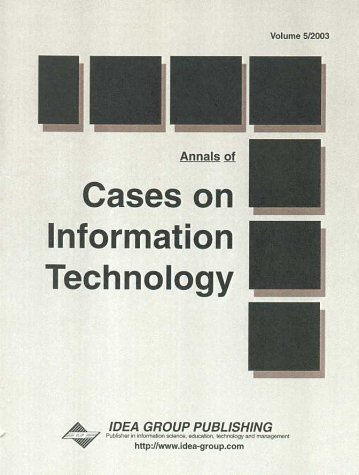 Volume 5/2003
Annals of
Cases on
Information
Technology
IDEA GROUP PUBLISHING
Publisher in information science, education, technology and management
http://www.idea-group.com